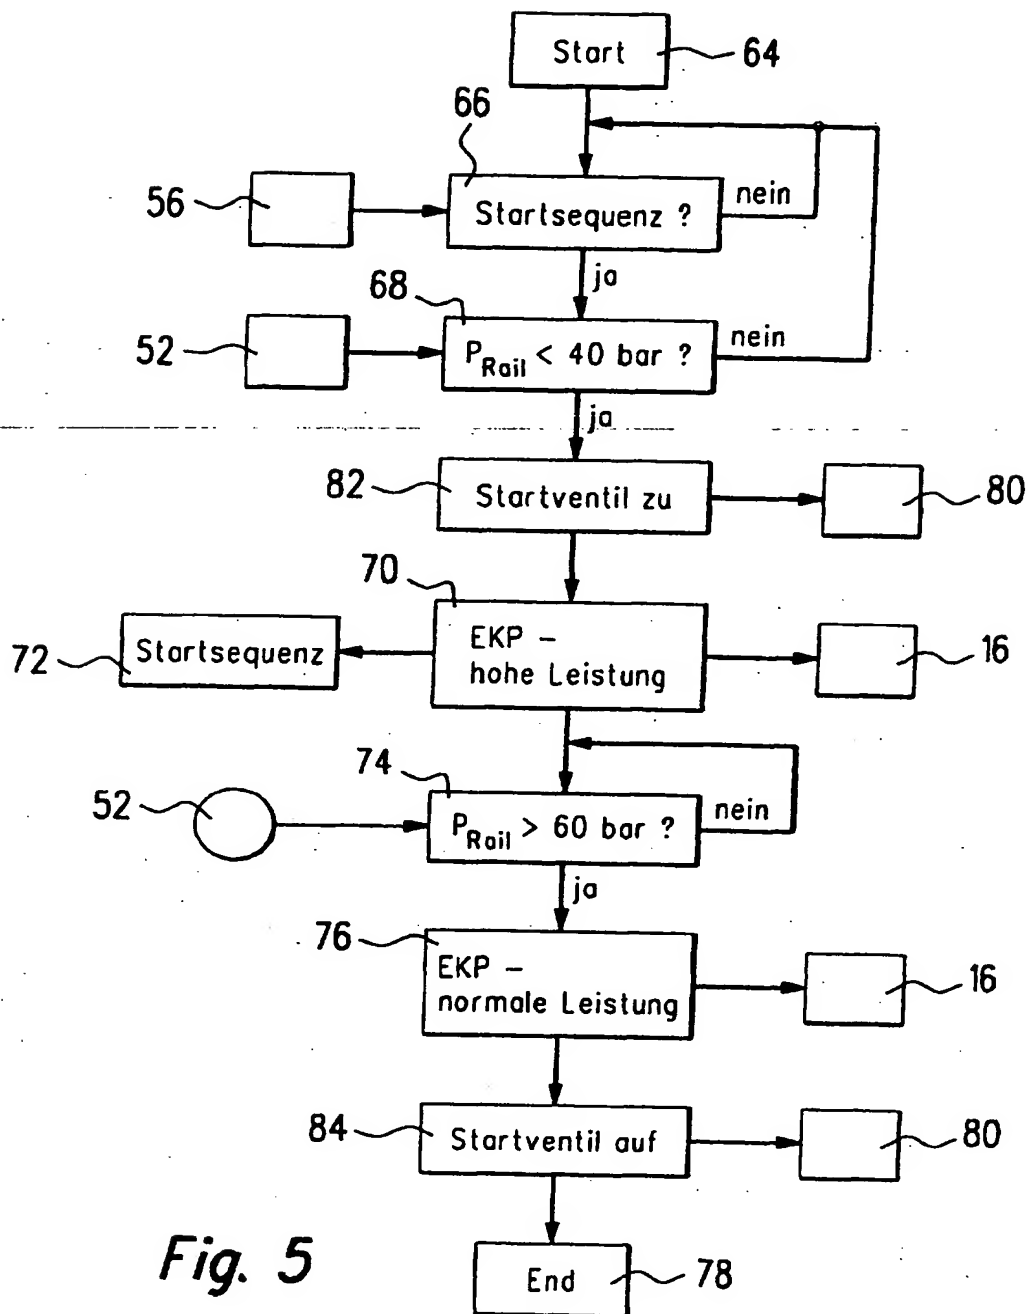 Start
64
66
56
Startsequenz ?
nein
ja
68
52
P_Rail < 40 bar ?
nein
ja
82
Startventil zu
80
70
72
Startsequenz
EKP –
hohe Leistung
16
74
52
P_Rail > 60 bar ?
nein
ja
76
EKP –
normale Leistung
16
84
Startventil auf
80
End
78
Fig. 5